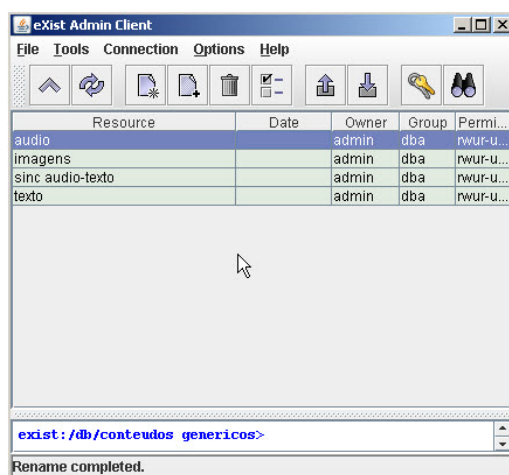 eXist Admin Client
File Tools Connection Options Help
Resource Date Owner Group Permi...
audio admin dba rwur-u...
imagens admin dba rwur-u...
sinc audio-texto admin dba rwur-u...
texto admin dba rwur-u...
exist:/db/conteudos genericos>
Rename completed.